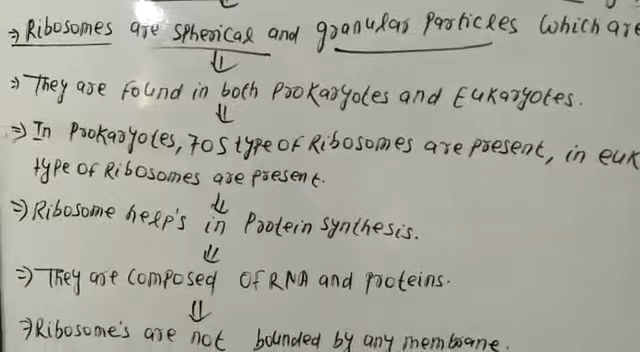 ⇒ Ribosomes are spherical and granular particles which are
⇒ They are found in both Prokaryotes and Eukaryotes.
⇒ In Prokaryotes, 70S type of Ribosomes are present, in euk
type of Ribosomes are present.
⇒ Ribosome help's in Protein synthesis.
⇒ They are composed of RNA and proteins.
⇒ Ribosome's are not bounded by any membrane.